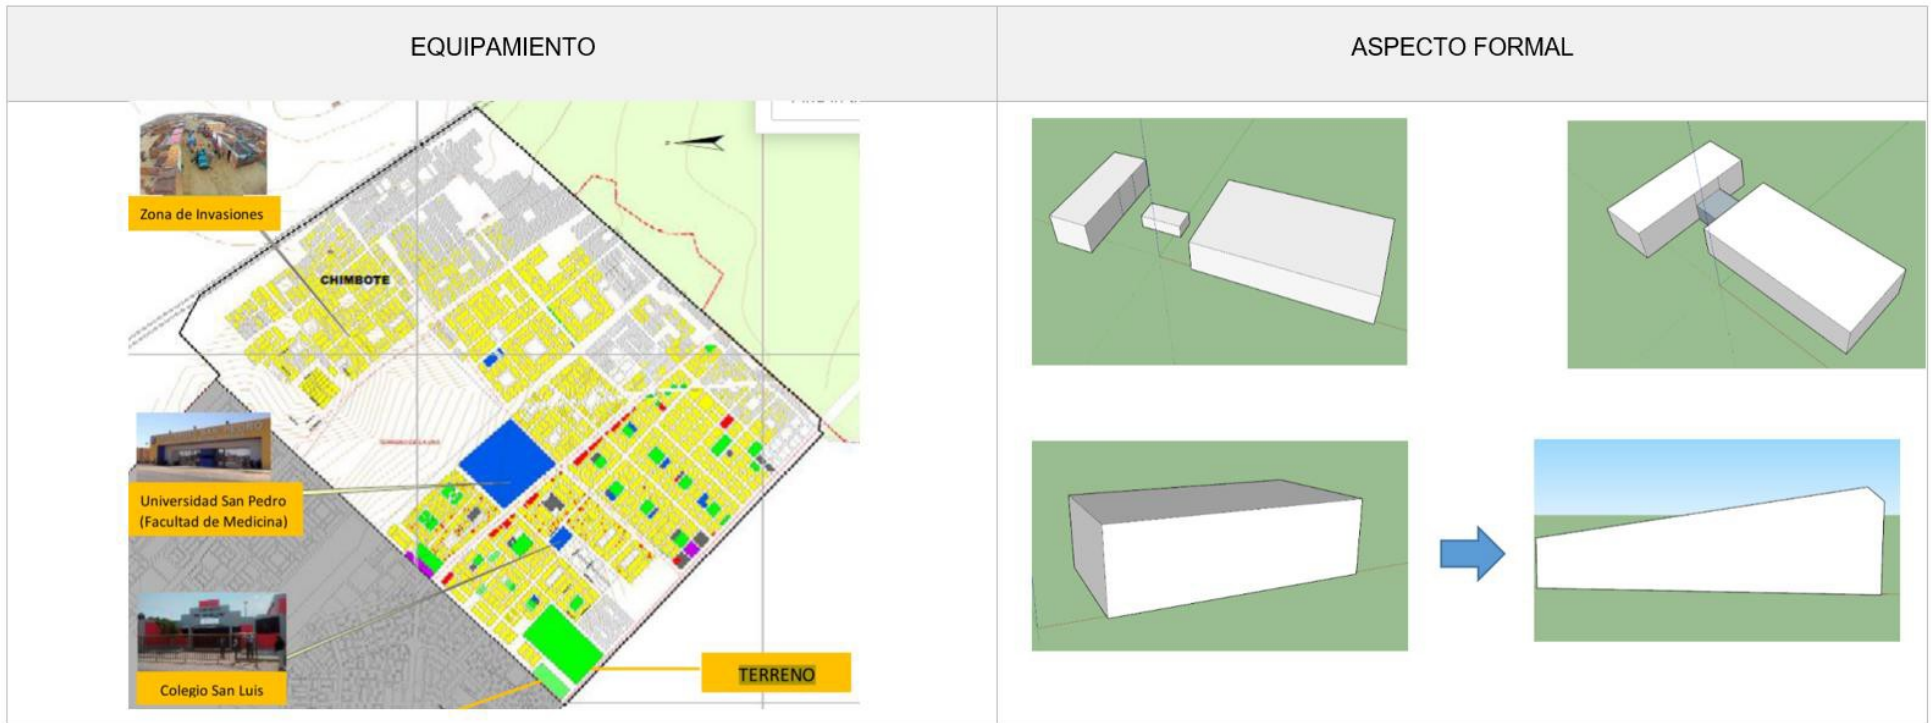 EQUIPAMIENTO
ASPECTO FORMAL
Zona de Invasiones
CHIMBOTE
Universidad San Pedro
(Facultad de Medicina)
Colegio San Luis
TERRENO